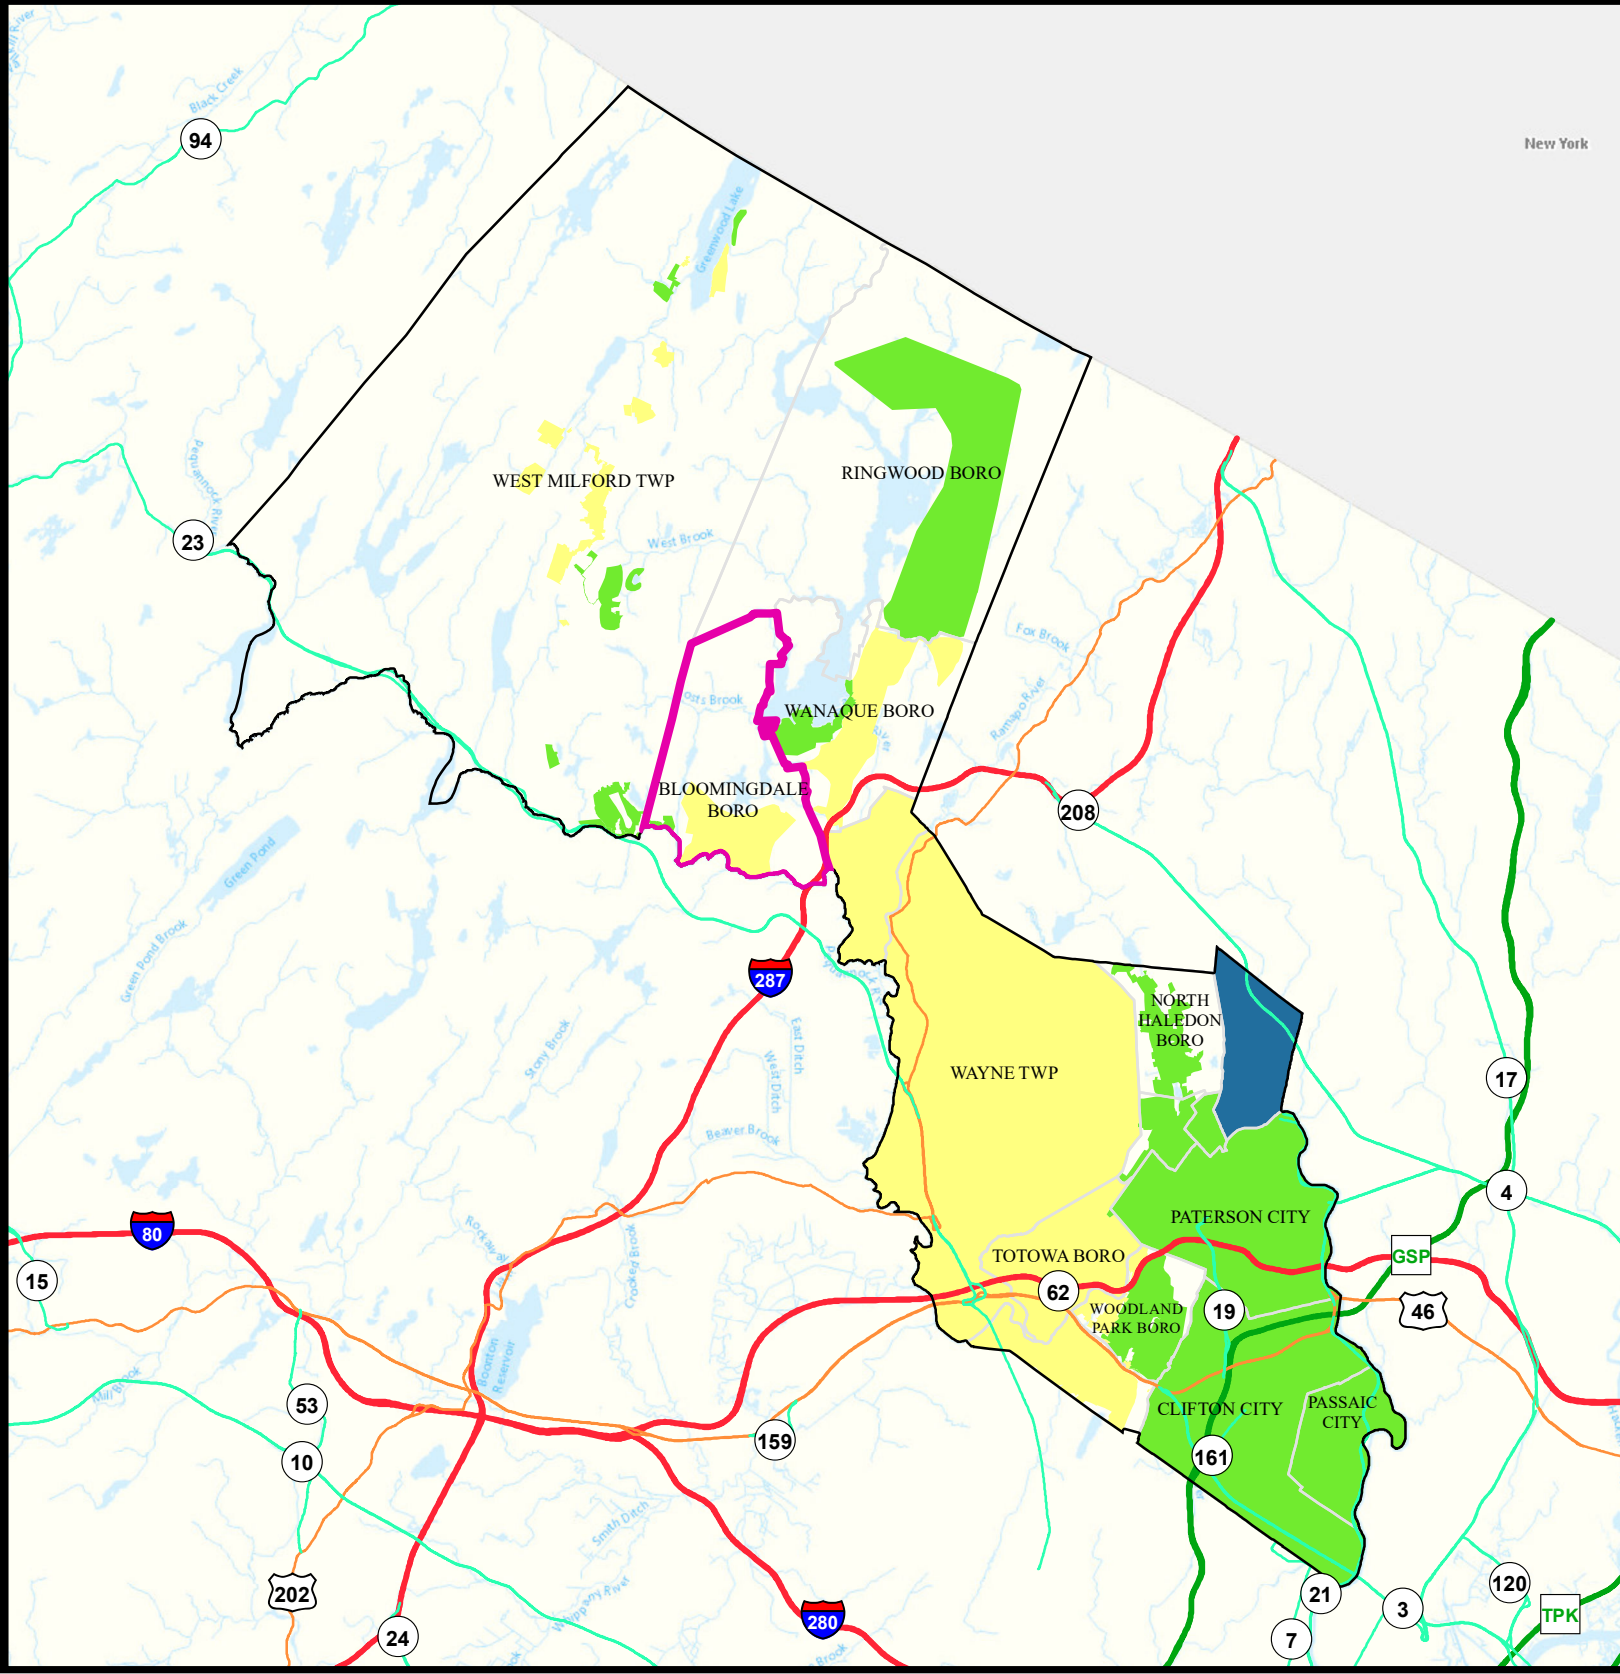 Black Creek
94
New York
Greenwood Lake
Pequannock River
WEST MILFORD TWP
RINGWOOD BORO
23
West Brook
Fox Brook
Ramapo River
WANAQUE BORO
River
BLOOMINGDALE
BORO
208
Green Pond
Green Pond Brook
287
NORTH
HALEDON
BORO
Stony Brook
East Ditch
West Ditch
WAYNE TWP
17
Beaver Brook
4
PATERSON CITY
80
TOTOWA BORO
GSP
15
Crooked Brook
62
WOODLAND
PARK BORO
19
46
Boonton
Reservoir
Mill Brook
53
CLIFTON CITY
PASSAIC
CITY
159
10
161
Smith Ditch
202
Whippany River
280
21
120
3
TPK
24
7
Brook